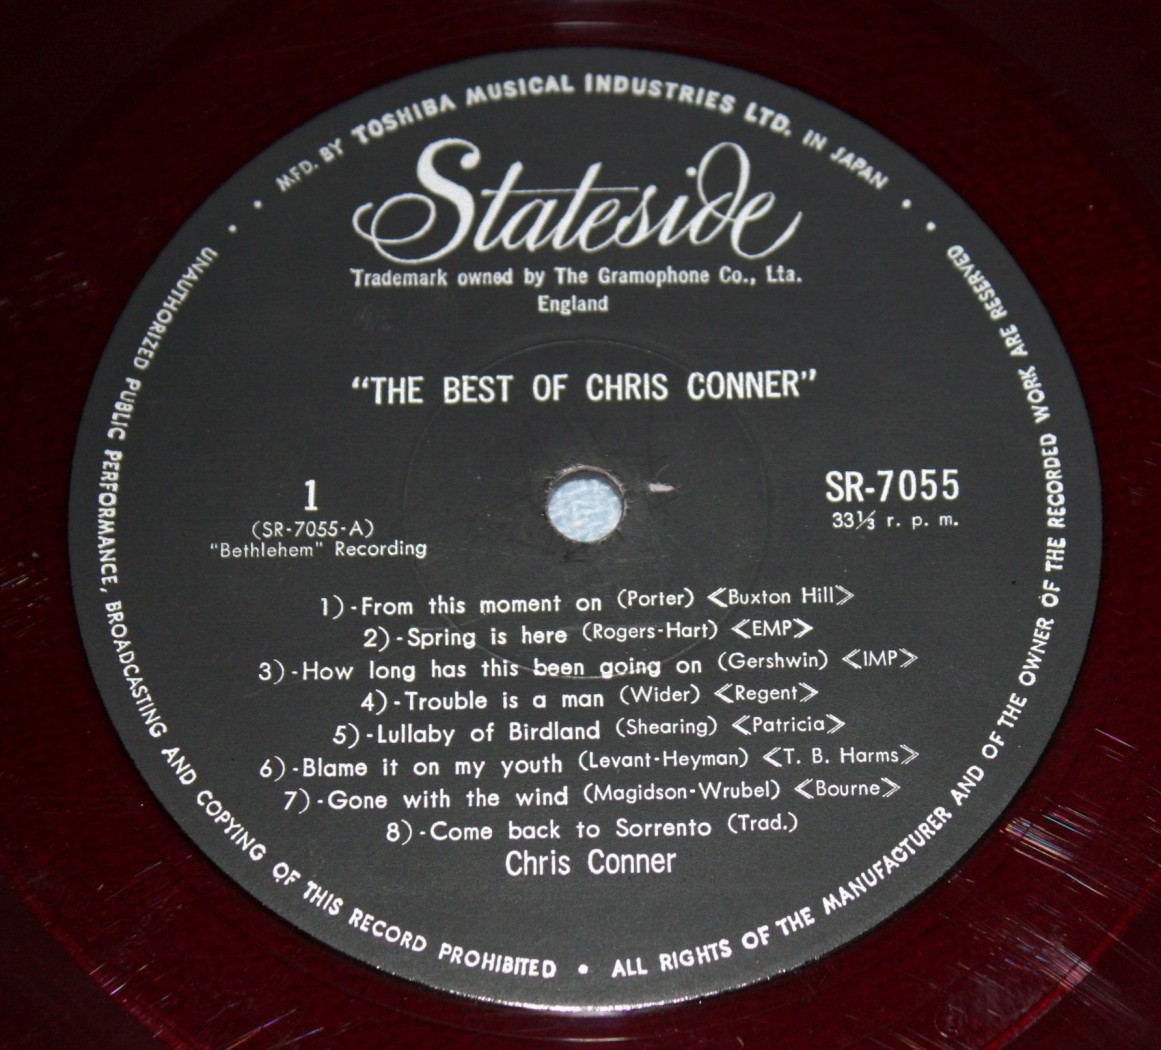 MFD. BY TOSHIBA MUSICAL INDUSTRIES LTD. IN JAPAN
Stateside
Trademark owned by The Gramophone Co., Lta.
England
"THE BEST OF CHRIS CONNER"
1
(SR-7055-A)
"Bethlehem" Recording
SR-7055
33⅓ r. p. m.
1)-From this moment on (Porter) <Buxton Hill>
2)-Spring is here (Rogers-Hart) <EMP>
3)-How long has this been going on (Gershwin) <IMP>
4)-Trouble is a man (Wider) <Regent>
5)-Lullaby of Birdland (Shearing) <Patricia>
6)-Blame it on my youth (Levant-Heyman) <T. B. Harms>
7)-Gone with the wind (Magidson-Wrubel) <Bourne>
8)-Come back to Sorrento (Trad.)
Chris Conner
UNAUTHORIZED PUBLIC PERFORMANCE, BROADCASTING AND COPYING OF THIS RECORD PROHIBITED • ALL RIGHTS OF THE MANUFACTURER AND OF THE OWNER OF THE RECORDED WORK ARE RESERVED